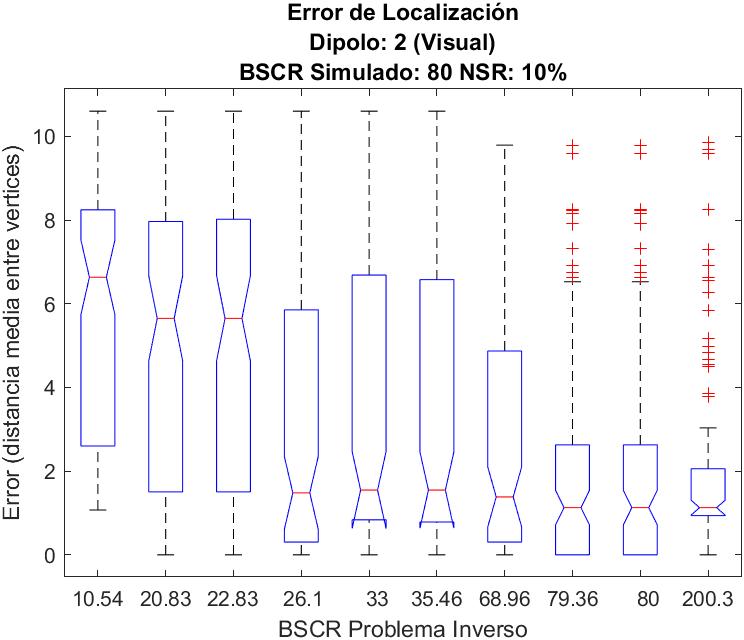 Error de Localización
Dipolo: 2 (Visual)
BSCR Simulado: 80 NSR: 10%
Error (distancia media entre vertices)
10
8
6
4
2
0
10.54 20.83 22.83 26.1 33 35.46 68.96 79.36 80 200.3
BSCR Problema Inverso